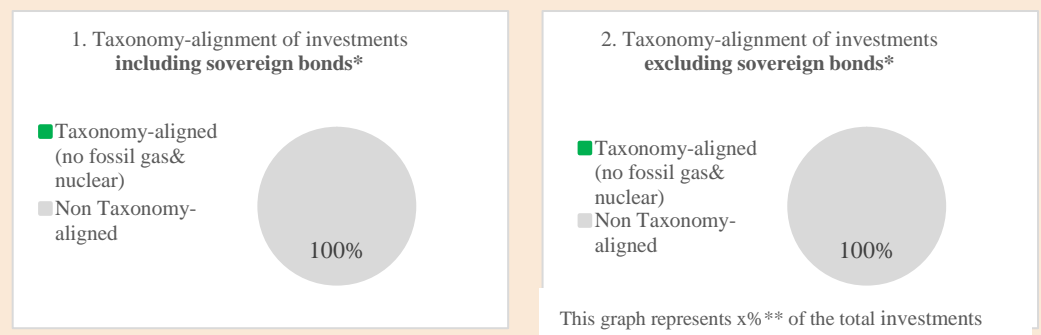 1. Taxonomy-alignment of investments
including sovereign bonds*
Taxonomy-aligned
(no fossil gas&
nuclear)
Non Taxonomy-
aligned
100%
2. Taxonomy-alignment of investments
excluding sovereign bonds*
Taxonomy-aligned
(no fossil gas&
nuclear)
Non Taxonomy-
aligned
100%
This graph represents x%** of the total investments